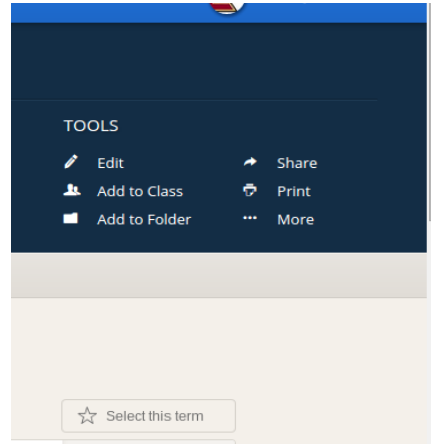 TOOLS
Edit
Share
Add to Class
Print
Add to Folder
More
Select this term